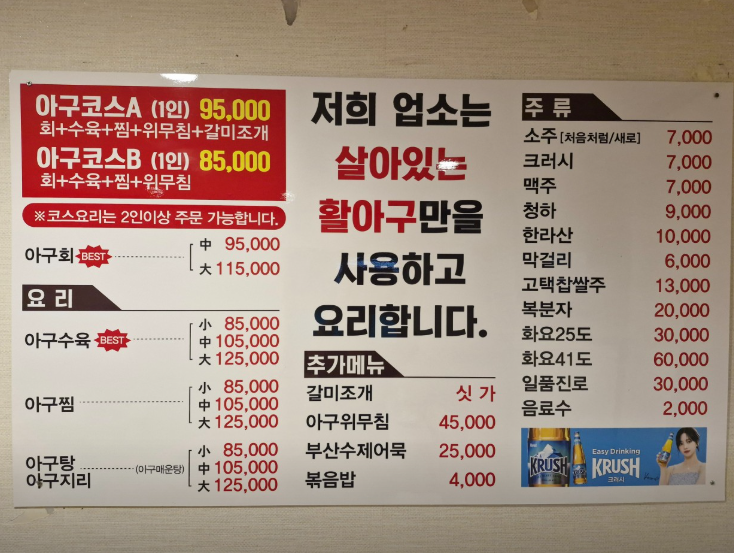 아구코스A (1인) 95,000
회+수육+찜+위무침+갈미조개
아구코스B (1인) 85,000
회+수육+찜+위무침
※코스요리는 2인이상 주문 가능합니다.
아구회 BEST 中 95,000
大 115,000
요 리
아구수육 BEST 小 85,000
中 105,000
大 125,000
아구찜 小 85,000
中 105,000
大 125,000
아구탕 (아구매운탕) 小 85,000
아구지리 中 105,000
大 125,000
저희 업소는
살아있는
활아구만을
사용하고
요리합니다.
추가메뉴
갈미조개 싯 가
아구위무침 45,000
부산수제어묵 25,000
볶음밥 4,000
주 류
소주[처음처럼/새로] 7,000
크러시 7,000
맥주 7,000
청하 9,000
한라산 10,000
막걸리 6,000
고택찹쌀주 13,000
복분자 20,000
화요25도 30,000
화요41도 60,000
일품진로 30,000
음료수 2,000
KRUSH
Easy Drinking
KRUSH
크러시